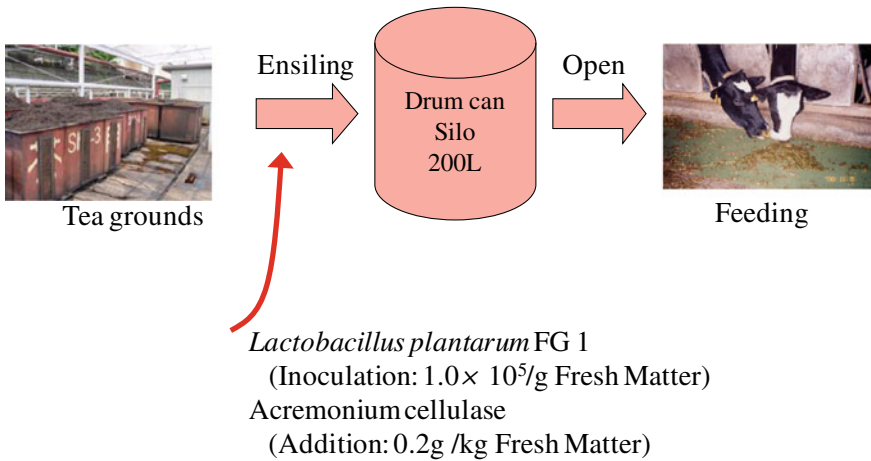 Ensiling
Open
Drum can
Silo
200L
Tea grounds
Feeding
Lactobacillus plantarum FG 1
(Inoculation: 1.0× 10⁵/g Fresh Matter)
Acremonium cellulase
(Addition: 0.2g /kg Fresh Matter)